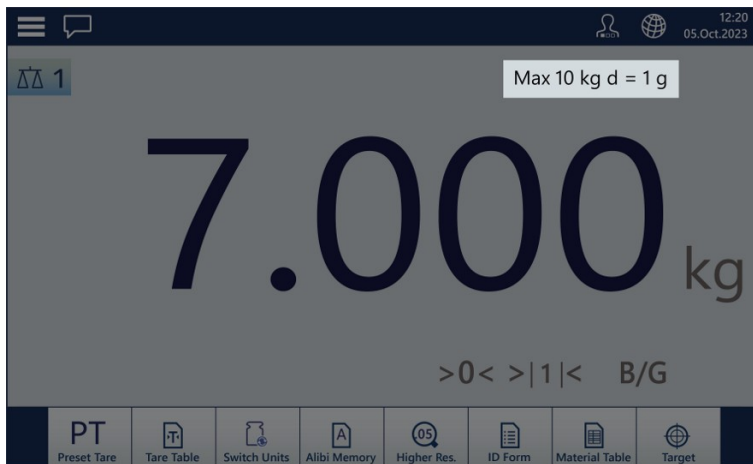 12:20
05.Oct.2023
1
Max 10 kg d = 1 g
7.000 kg
>0< >|1|< B/G
PT
Preset Tare
T
Tare Table
Switch Units
A
Alibi Memory
.05
Higher Res.
ID Form
Material Table
Target